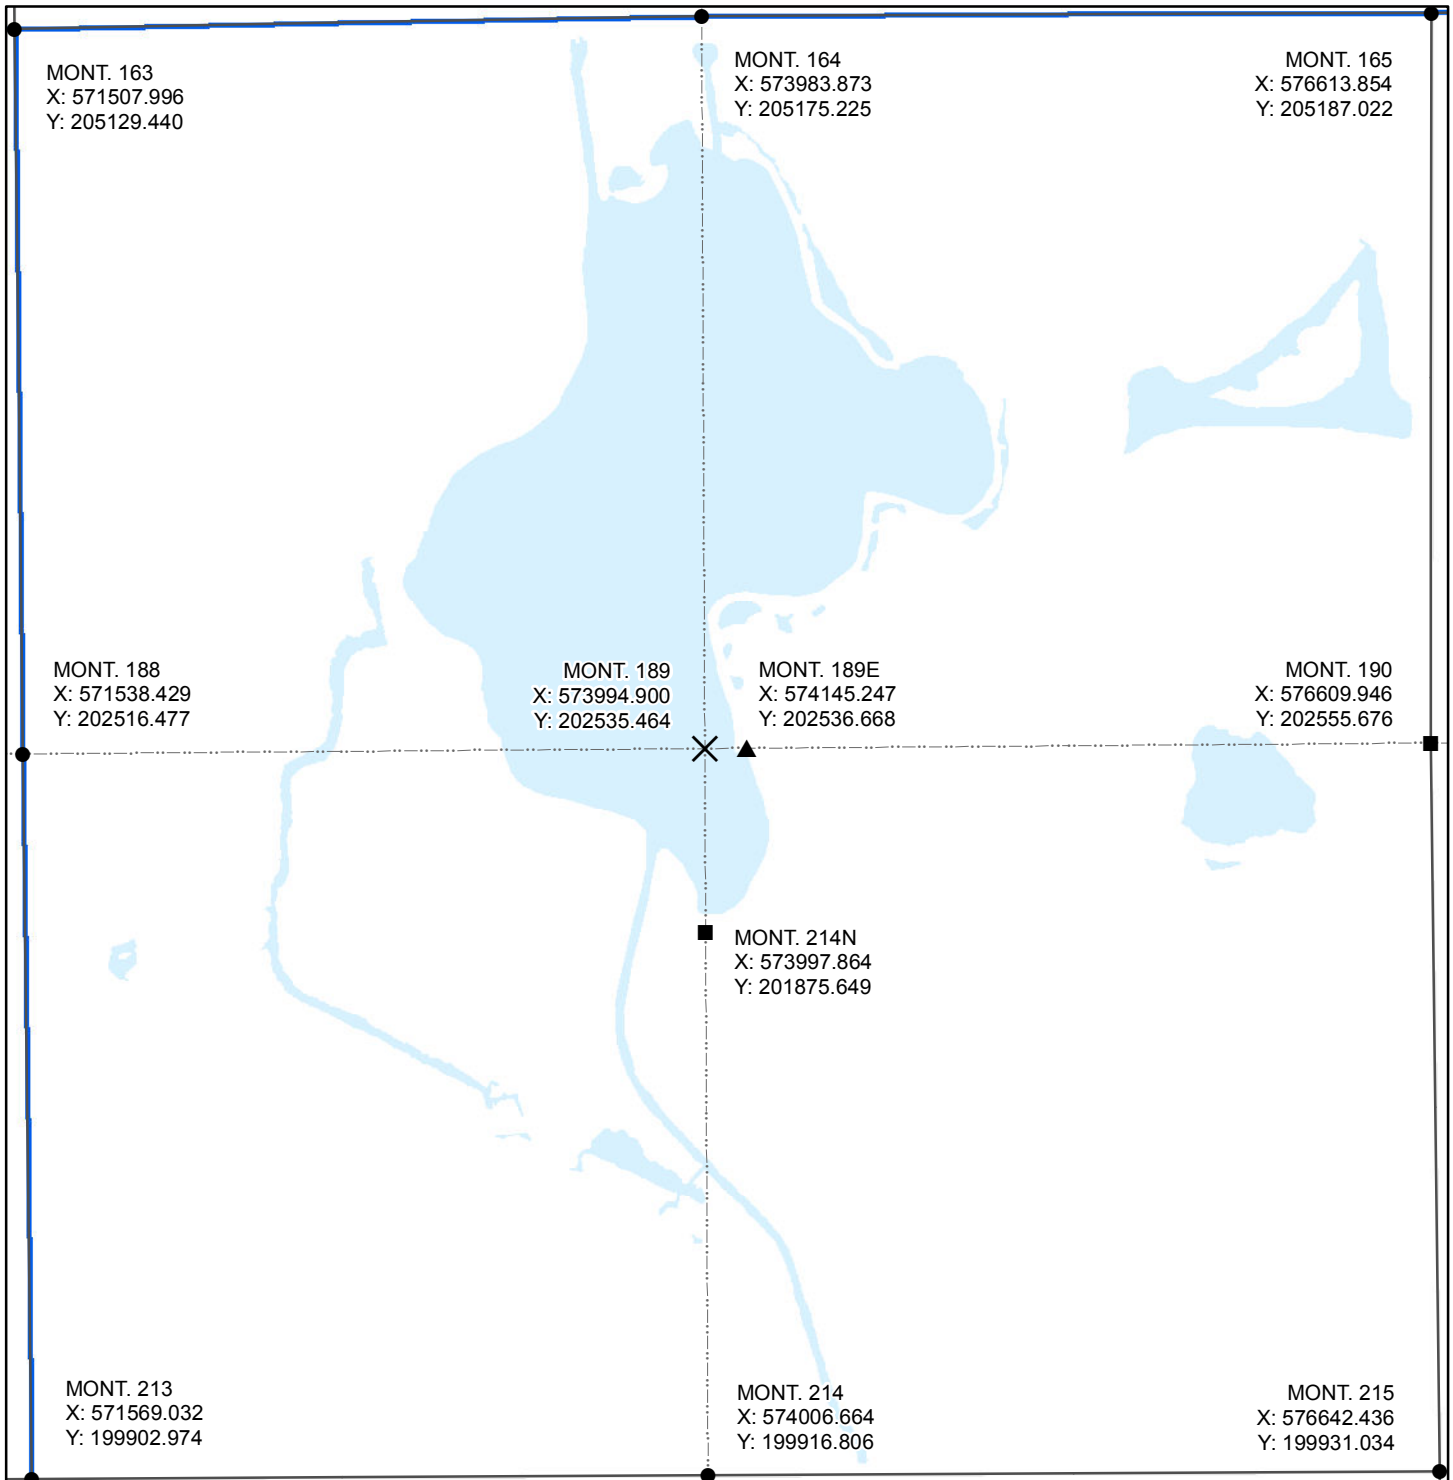 MONT. 163
X: 571507.996
Y: 205129.440
MONT. 164
X: 573983.873
Y: 205175.225
MONT. 165
X: 576613.854
Y: 205187.022
MONT. 188
X: 571538.429
Y: 202516.477
MONT. 189
X: 573994.900
Y: 202535.464
MONT. 189E
X: 574145.247
Y: 202536.668
MONT. 190
X: 576609.946
Y: 202555.676
MONT. 214N
X: 573997.864
Y: 201875.649
MONT. 213
X: 571569.032
Y: 199902.974
MONT. 214
X: 574006.664
Y: 199916.806
MONT. 215
X: 576642.436
Y: 199931.034